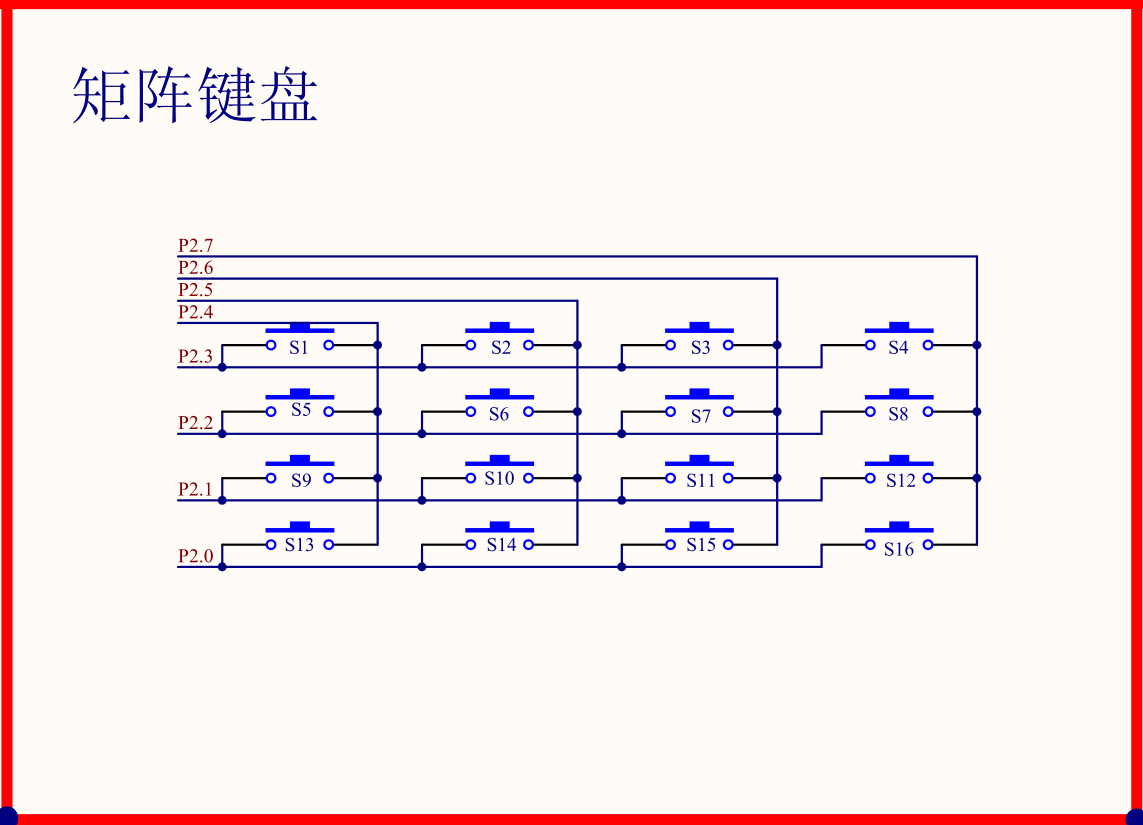 矩阵键盘
P2.7
P2.6
P2.5
P2.4
S1 S2 S3 S4
P2.3
S5 S6 S7 S8
P2.2
S9 S10 S11 S12
P2.1
S13 S14 S15 S16
P2.0